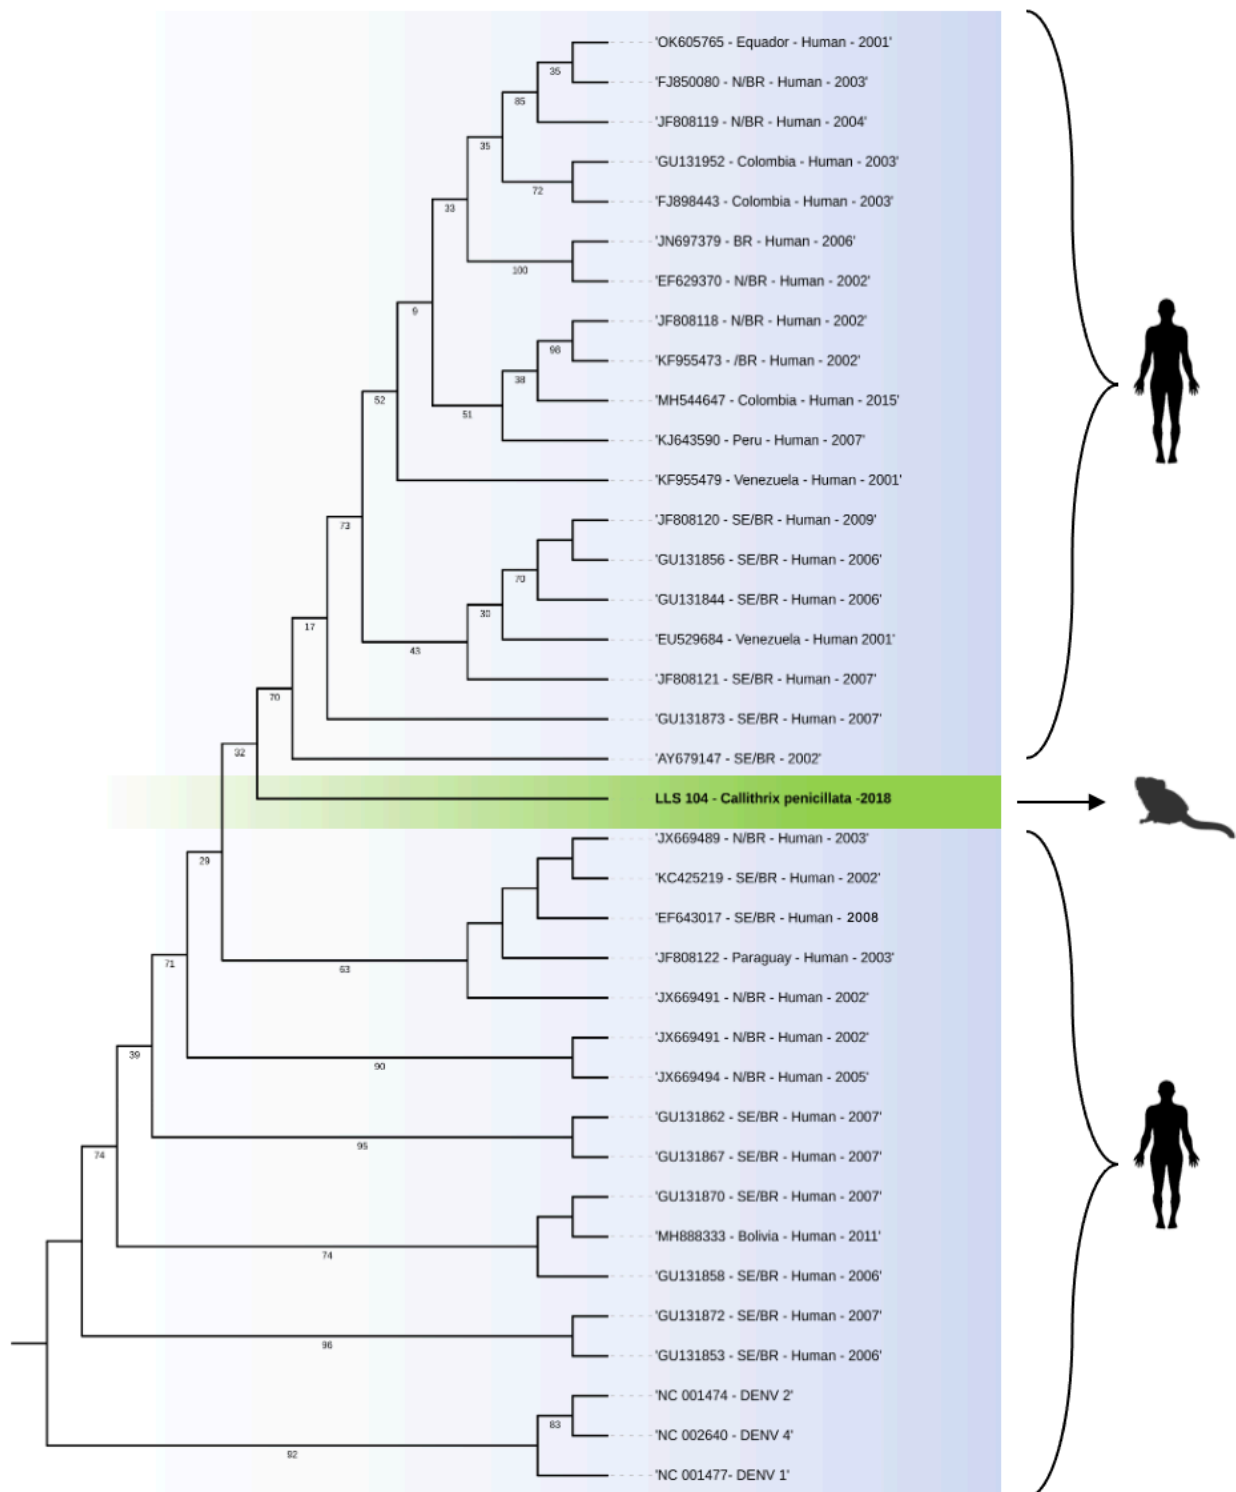 'OK605765 - Equador - Human - 2001'
35
'FJ850080 - N/BR - Human - 2003'
85
'JF808119 - N/BR - Human - 2004'
35
'GU131952 - Colombia - Human - 2003'
72
'FJ898443 - Colombia - Human - 2003'
33
'JN697379 - BR - Human - 2006'
100
'EF629370 - N/BR - Human - 2002'
9
'JF808118 - N/BR - Human - 2002'
98
'KF955473 - /BR - Human - 2002'
38
'MH544647 - Colombia - Human - 2015'
52
51
'KJ643590 - Peru - Human - 2007'
'KF955479 - Venezuela - Human - 2001'
73
'JF808120 - SE/BR - Human - 2009'
'GU131856 - SE/BR - Human - 2006'
70
'GU131844 - SE/BR - Human - 2006'
30
17
'EU529684 - Venezuela - Human 2001'
43
'JF808121 - SE/BR - Human - 2007'
70
'GU131873 - SE/BR - Human - 2007'
32
'AY679147 - SE/BR - 2002'
LLS 104 - Callithrix penicillata -2018
'JX669489 - N/BR - Human - 2003'
29
'KC425219 - SE/BR - Human - 2002'
'EF643017 - SE/BR - Human - 2008
'JF808122 - Paraguay - Human - 2003'
71
63
'JX669491 - N/BR - Human - 2002'
'JX669491 - N/BR - Human - 2002'
39
90
'JX669494 - N/BR - Human - 2005'
'GU131862 - SE/BR - Human - 2007'
95
74
'GU131867 - SE/BR - Human - 2007'
'GU131870 - SE/BR - Human - 2007'
'MH888333 - Bolivia - Human - 2011'
74
'GU131858 - SE/BR - Human - 2006'
'GU131872 - SE/BR - Human - 2007'
96
'GU131853 - SE/BR - Human - 2006'
'NC 001474 - DENV 2'
83
'NC 002640 - DENV 4'
92
'NC 001477- DENV 1'